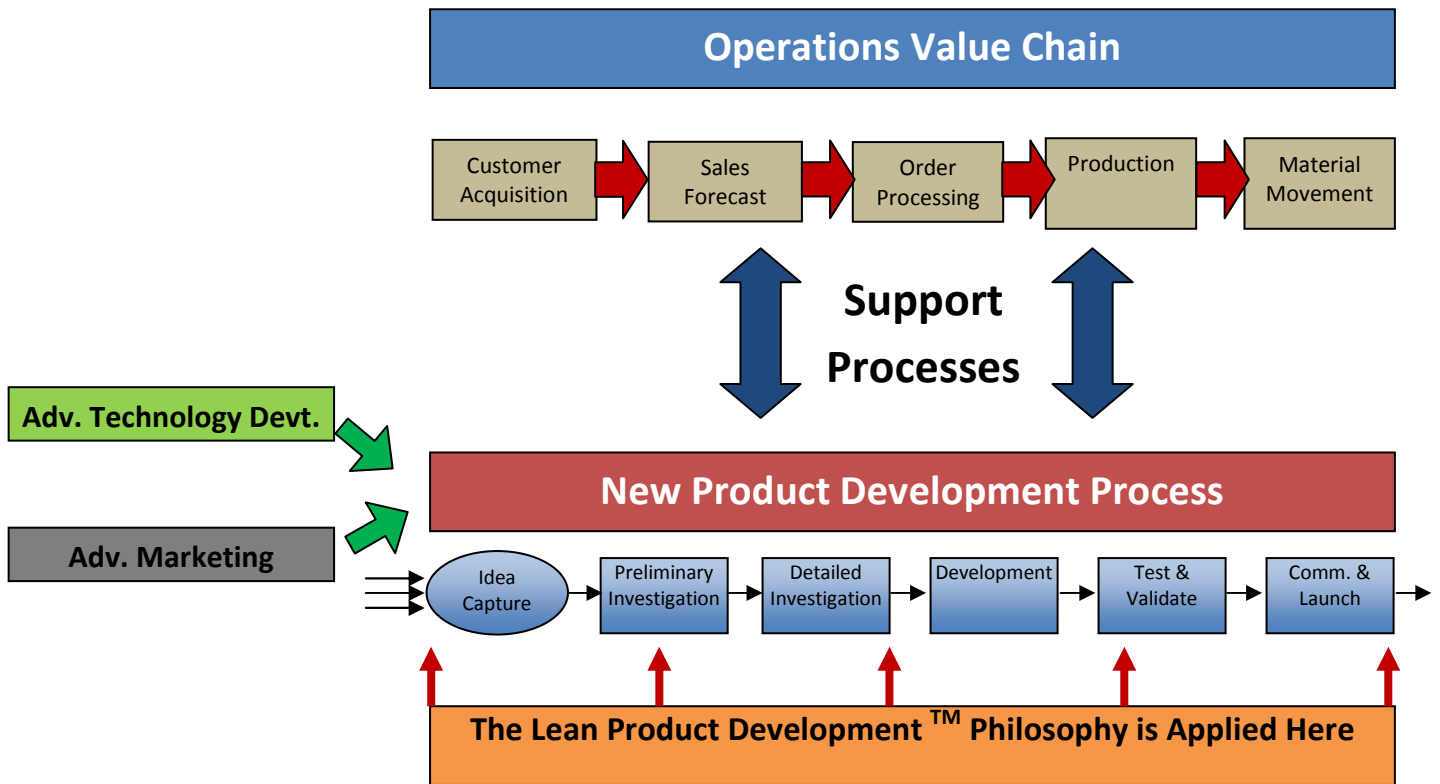 Operations Value Chain
Customer
Acquisition
Sales
Forecast
Order
Processing
Production
Material
Movement
Support
Processes
Adv. Technology Devt.
New Product Development Process
Adv. Marketing
Idea
Capture
Preliminary
Investigation
Detailed
Investigation
Development
Test &
Validate
Comm. &
Launch
The Lean Product Development TM Philosophy is Applied Here